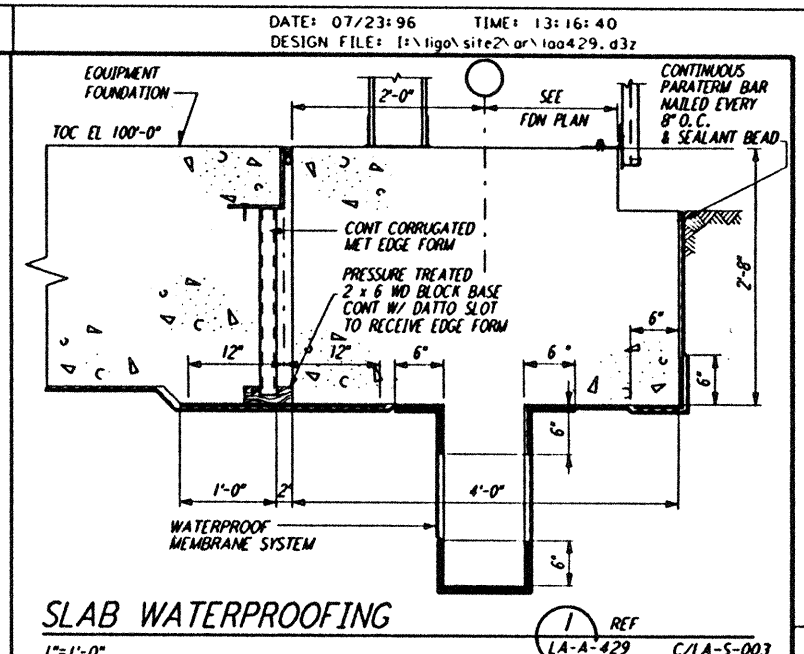 DATE: 07/23:96 TIME: 13:16:40
DESIGN FILE: I:\ligo\site2\ar\laa429.d3z
EQUIPMENT
FOUNDATION
TOC EL 100'-0"
2'-0"
SEE
FDN PLAN
CONTINUOUS
PARATERM BAR
NAILED EVERY
8" O.C.
& SEALANT BEAD
CONT CORRUGATED
MET EDGE FORM
PRESSURE TREATED
2 x 6 WD BLOCK BASE
CONT W/ DATTO SLOT
TO RECEIVE EDGE FORM
2'-8"
12"
12"
6"
6"
6"
6"
6"
1'-0"
2"
4'-0"
WATERPROOF
MEMBRANE SYSTEM
6"
SLAB WATERPROOFING
1"=1'-0"
1
REF
LA-A-429
C/LA-S-003